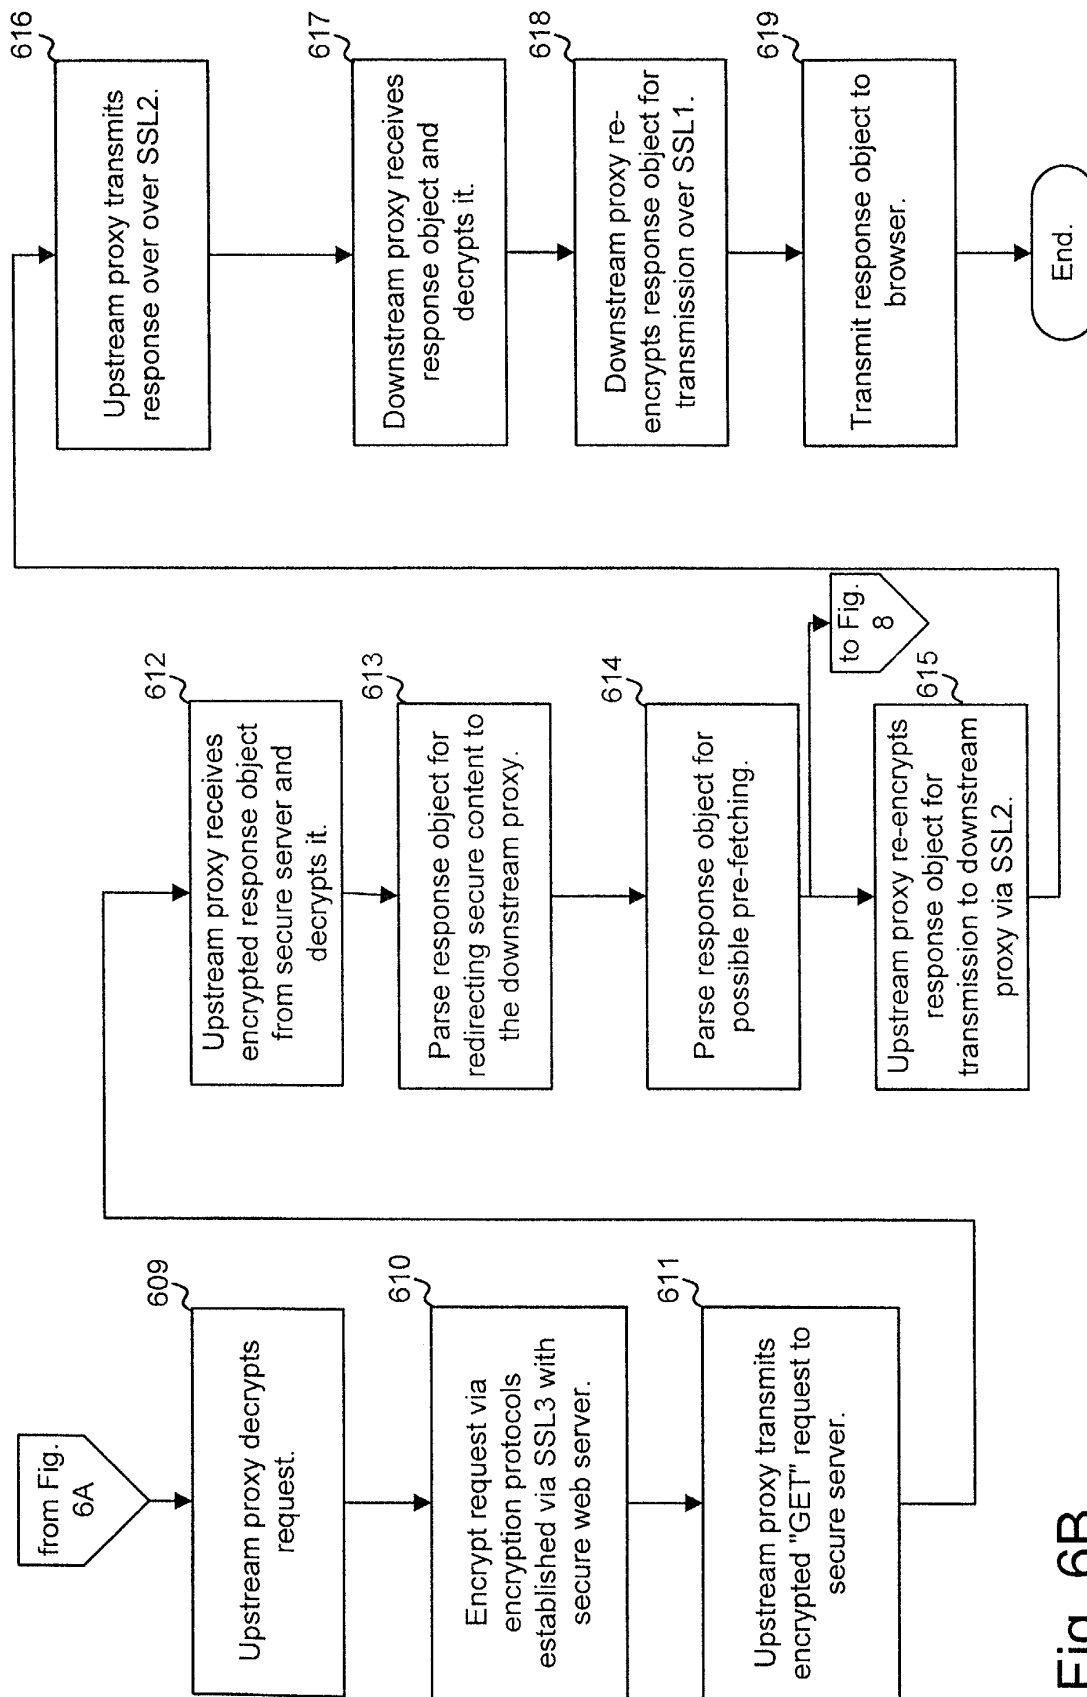 from Fig.
6A
609
Upstream proxy decrypts
request.
610
Encrypt request via
encryption protocols
established via SSL3 with
secure web server.
611
Upstream proxy transmits
encrypted "GET" request to
secure server.
612
Upstream proxy receives
encrypted response object
from secure server and
decrypts it.
613
Parse response object for
redirecting secure content to
the downstream proxy.
614
Parse response object for
possible pre-fetching.
to Fig.
8
615
Upstream proxy re-encrypts
response object for
transmission to downstream
proxy via SSL2.
616
Upstream proxy transmits
response over over SSL2.
617
Downstream proxy receives
response object and
decrypts it.
618
Downstream proxy re-
encrypts response object for
transmission over SSL1.
619
Transmit response object to
browser.
End.
Fig. 6B